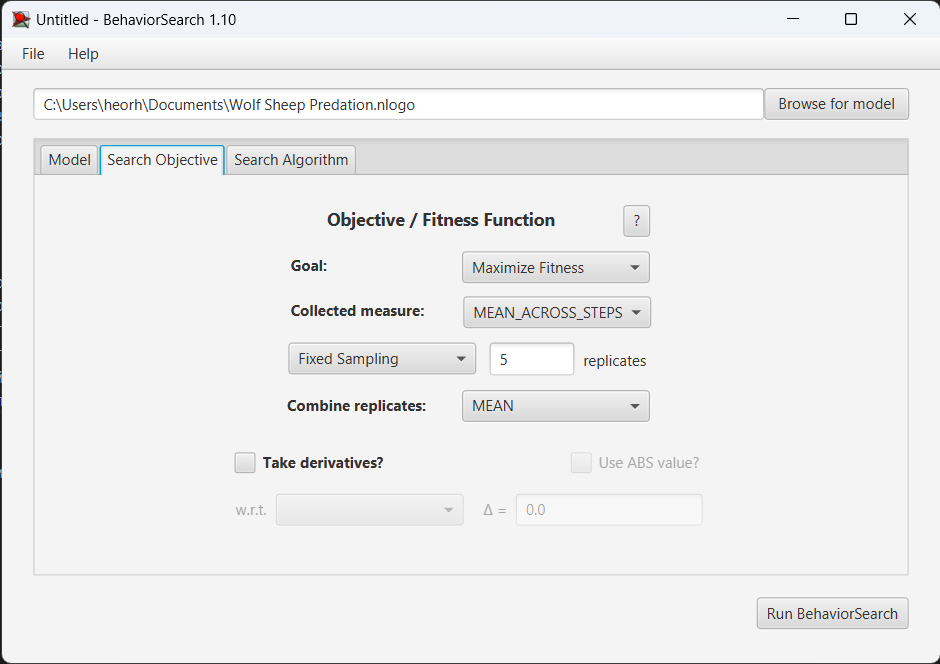 Untitled - BehaviorSearch 1.10
File Help
C:\Users\heorh\Documents\Wolf Sheep Predation.nlogo Browse for model
Model Search Objective Search Algorithm
Objective / Fitness Function ?
Goal: Maximize Fitness
Collected measure: MEAN_ACROSS_STEPS
Fixed Sampling 5 replicates
Combine replicates: MEAN
Take derivatives? Use ABS value?
w.r.t. Δ = 0.0
Run BehaviorSearch